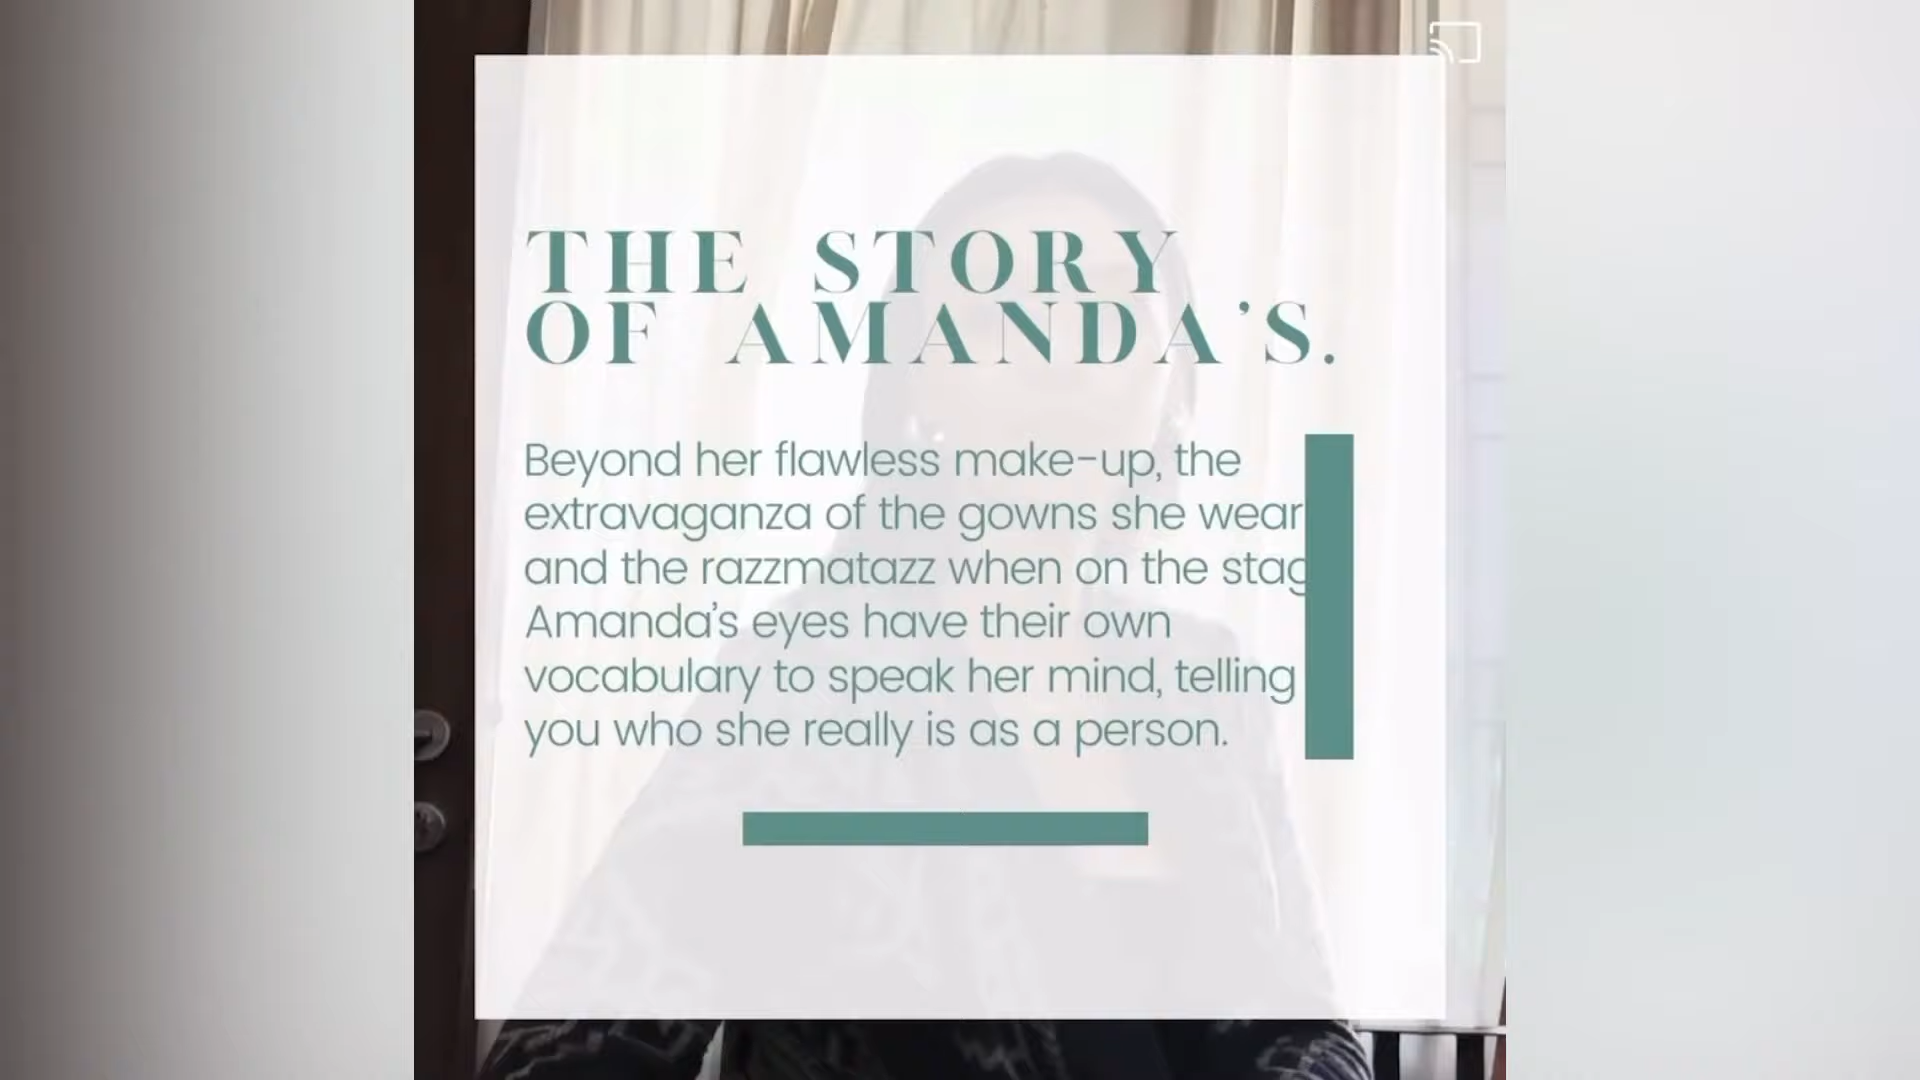 THE STORY
OF AMANDA'S.
Beyond her flawless make-up, the
extravaganza of the gowns she wear
and the razzmatazz when on the stag
Amanda's eyes have their own
vocabulary to speak her mind, telling
you who she really is as a person.